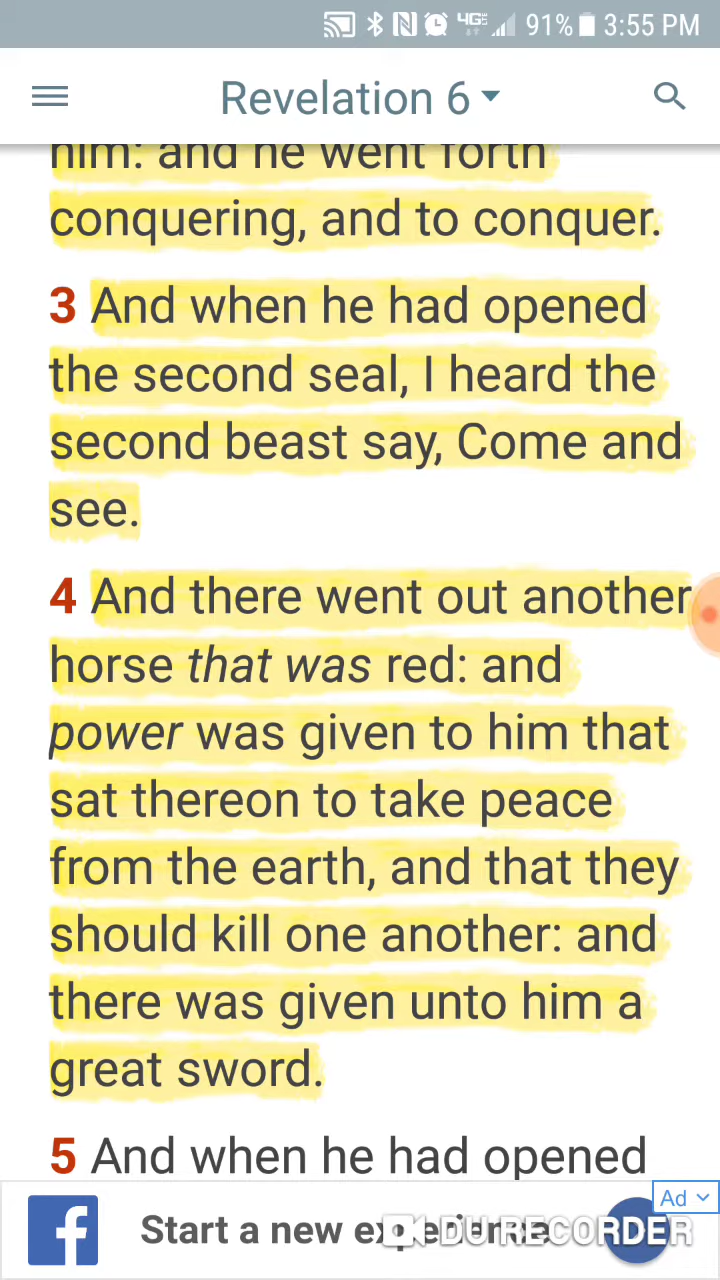 4G LTE 91% 3:55 PM
Revelation 6
him: and he went forth
conquering, and to conquer.
3 And when he had opened
the second seal, I heard the
second beast say, Come and
see.
4 And there went out another
horse that was red: and
power was given to him that
sat thereon to take peace
from the earth, and that they
should kill one another: and
there was given unto him a
great sword.
5 And when he had opened
Ad
f Start a new experience
DU RECORDER